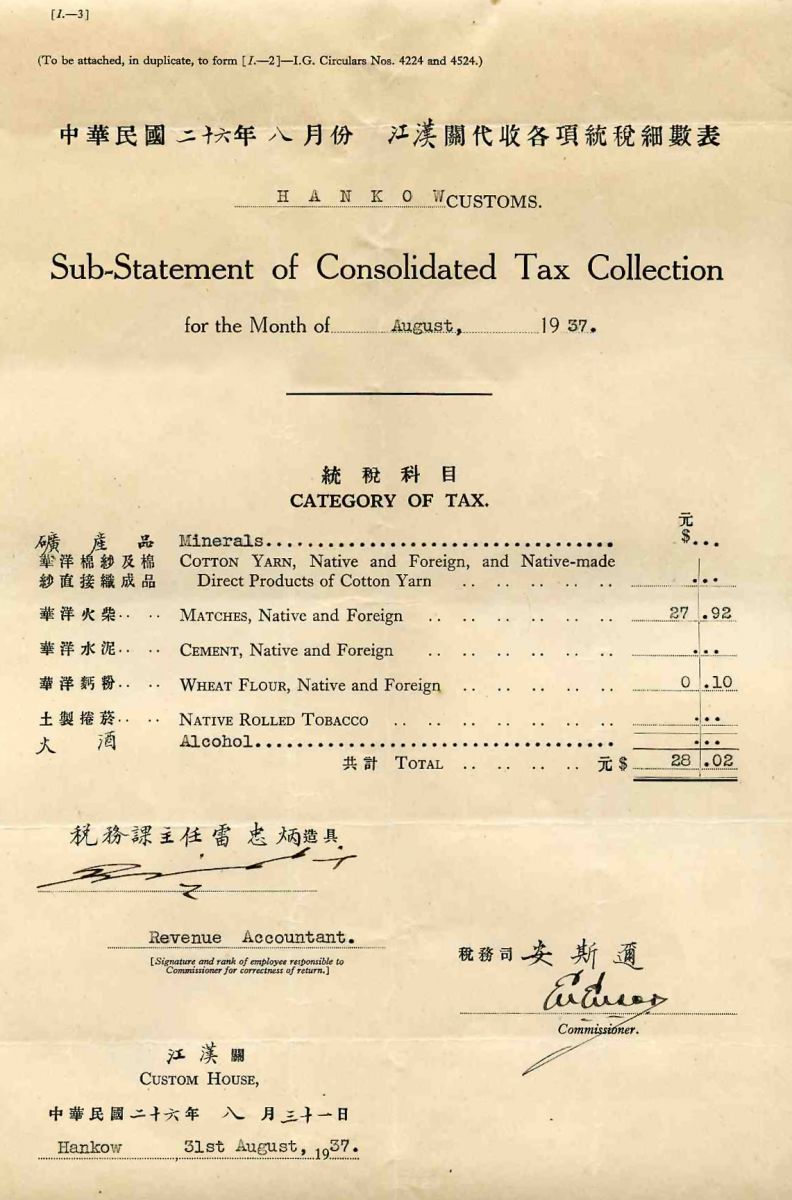 [I.—3]
(To be attached, in duplicate, to form [I.—2]—I.G. Circulars Nos. 4224 and 4524.)
中華民國二十六年八月份 江漢關代收各項統稅細數表
HANKOW CUSTOMS.
Sub-Statement of Consolidated Tax Collection
for the Month of August, 1937.
統稅科目
CATEGORY OF TAX.
元
礦產品 Minerals.................................. $...
華洋棉紗及棉 COTTON YARN, Native and Foreign, and Native-made
紗直接織成品 Direct Products of Cotton Yarn .. .. .. .. .. ...
華洋火柴.. .. MATCHES, Native and Foreign .. .. .. .. .. .. 27.92
華洋水泥.. .. CEMENT, Native and Foreign .. .. .. .. .. .. ...
華洋麪粉.. .. WHEAT FLOUR, Native and Foreign .. .. .. .. .. 0.10
土製捲菸.. .. NATIVE ROLLED TOBACCO .. .. .. .. .. .. .. ...
火酒 Alcohol................................... ...
共計 TOTAL .. .. .. .. 元 $ 28.02
稅務課主任雷忠炳造具
Revenue Accountant.
[Signature and rank of employee responsible to
Commissioner for correctness of return.]
稅務司 安斯邇
Commissioner.
江漢關
CUSTOM HOUSE,
中華民國二十六年八月三十一日
Hankow 31st August, 1937.